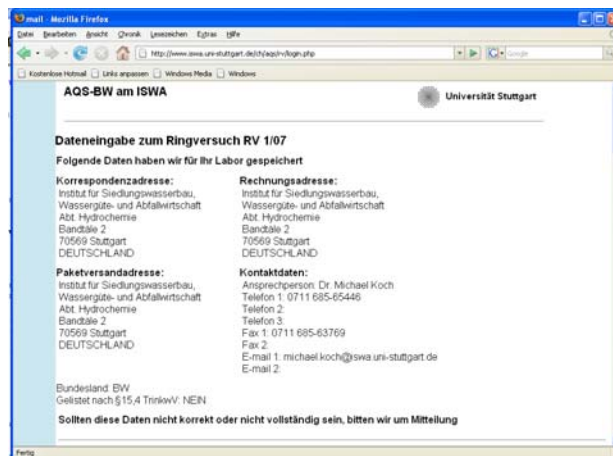 mail - Mozilla Firefox
Datei Bearbeiten Ansicht Chronik Lesezeichen Extras Hilfe
http://www.iswa.uni-stuttgart.de/ch/aqs/rv/login.php
Google
Kostenlose Hotmail Links anpassen Windows Media Windows
AQS-BW am ISWA
Universität Stuttgart
Dateneingabe zum Ringversuch RV 1/07
Folgende Daten haben wir für Ihr Labor gespeichert
Korrespondenzadresse:
Institut für Siedlungswasserbau,
Wassergüte- und Abfallwirtschaft
Abt. Hydrochemie
Bandtäle 2
70569 Stuttgart
DEUTSCHLAND
Rechnungsadresse:
Institut für Siedlungswasserbau,
Wassergüte- und Abfallwirtschaft
Abt. Hydrochemie
Bandtäle 2
70569 Stuttgart
DEUTSCHLAND
Paketversandadresse:
Institut für Siedlungswasserbau,
Wassergüte- und Abfallwirtschaft
Abt. Hydrochemie
Bandtäle 2
70569 Stuttgart
DEUTSCHLAND
Kontaktdaten:
Ansprechperson: Dr. Michael Koch
Telefon 1: 0711 685-65446
Telefon 2:
Telefon 3:
Fax 1: 0711 685-63769
Fax 2:
E-mail 1: michael.koch@iswa.uni-stuttgart.de
E-mail 2:
Bundesland: BW
Gelistet nach §15,4 TrinkwV: NEIN
Sollten diese Daten nicht korrekt oder nicht vollständig sein, bitten wir um Mitteilung
Fertig